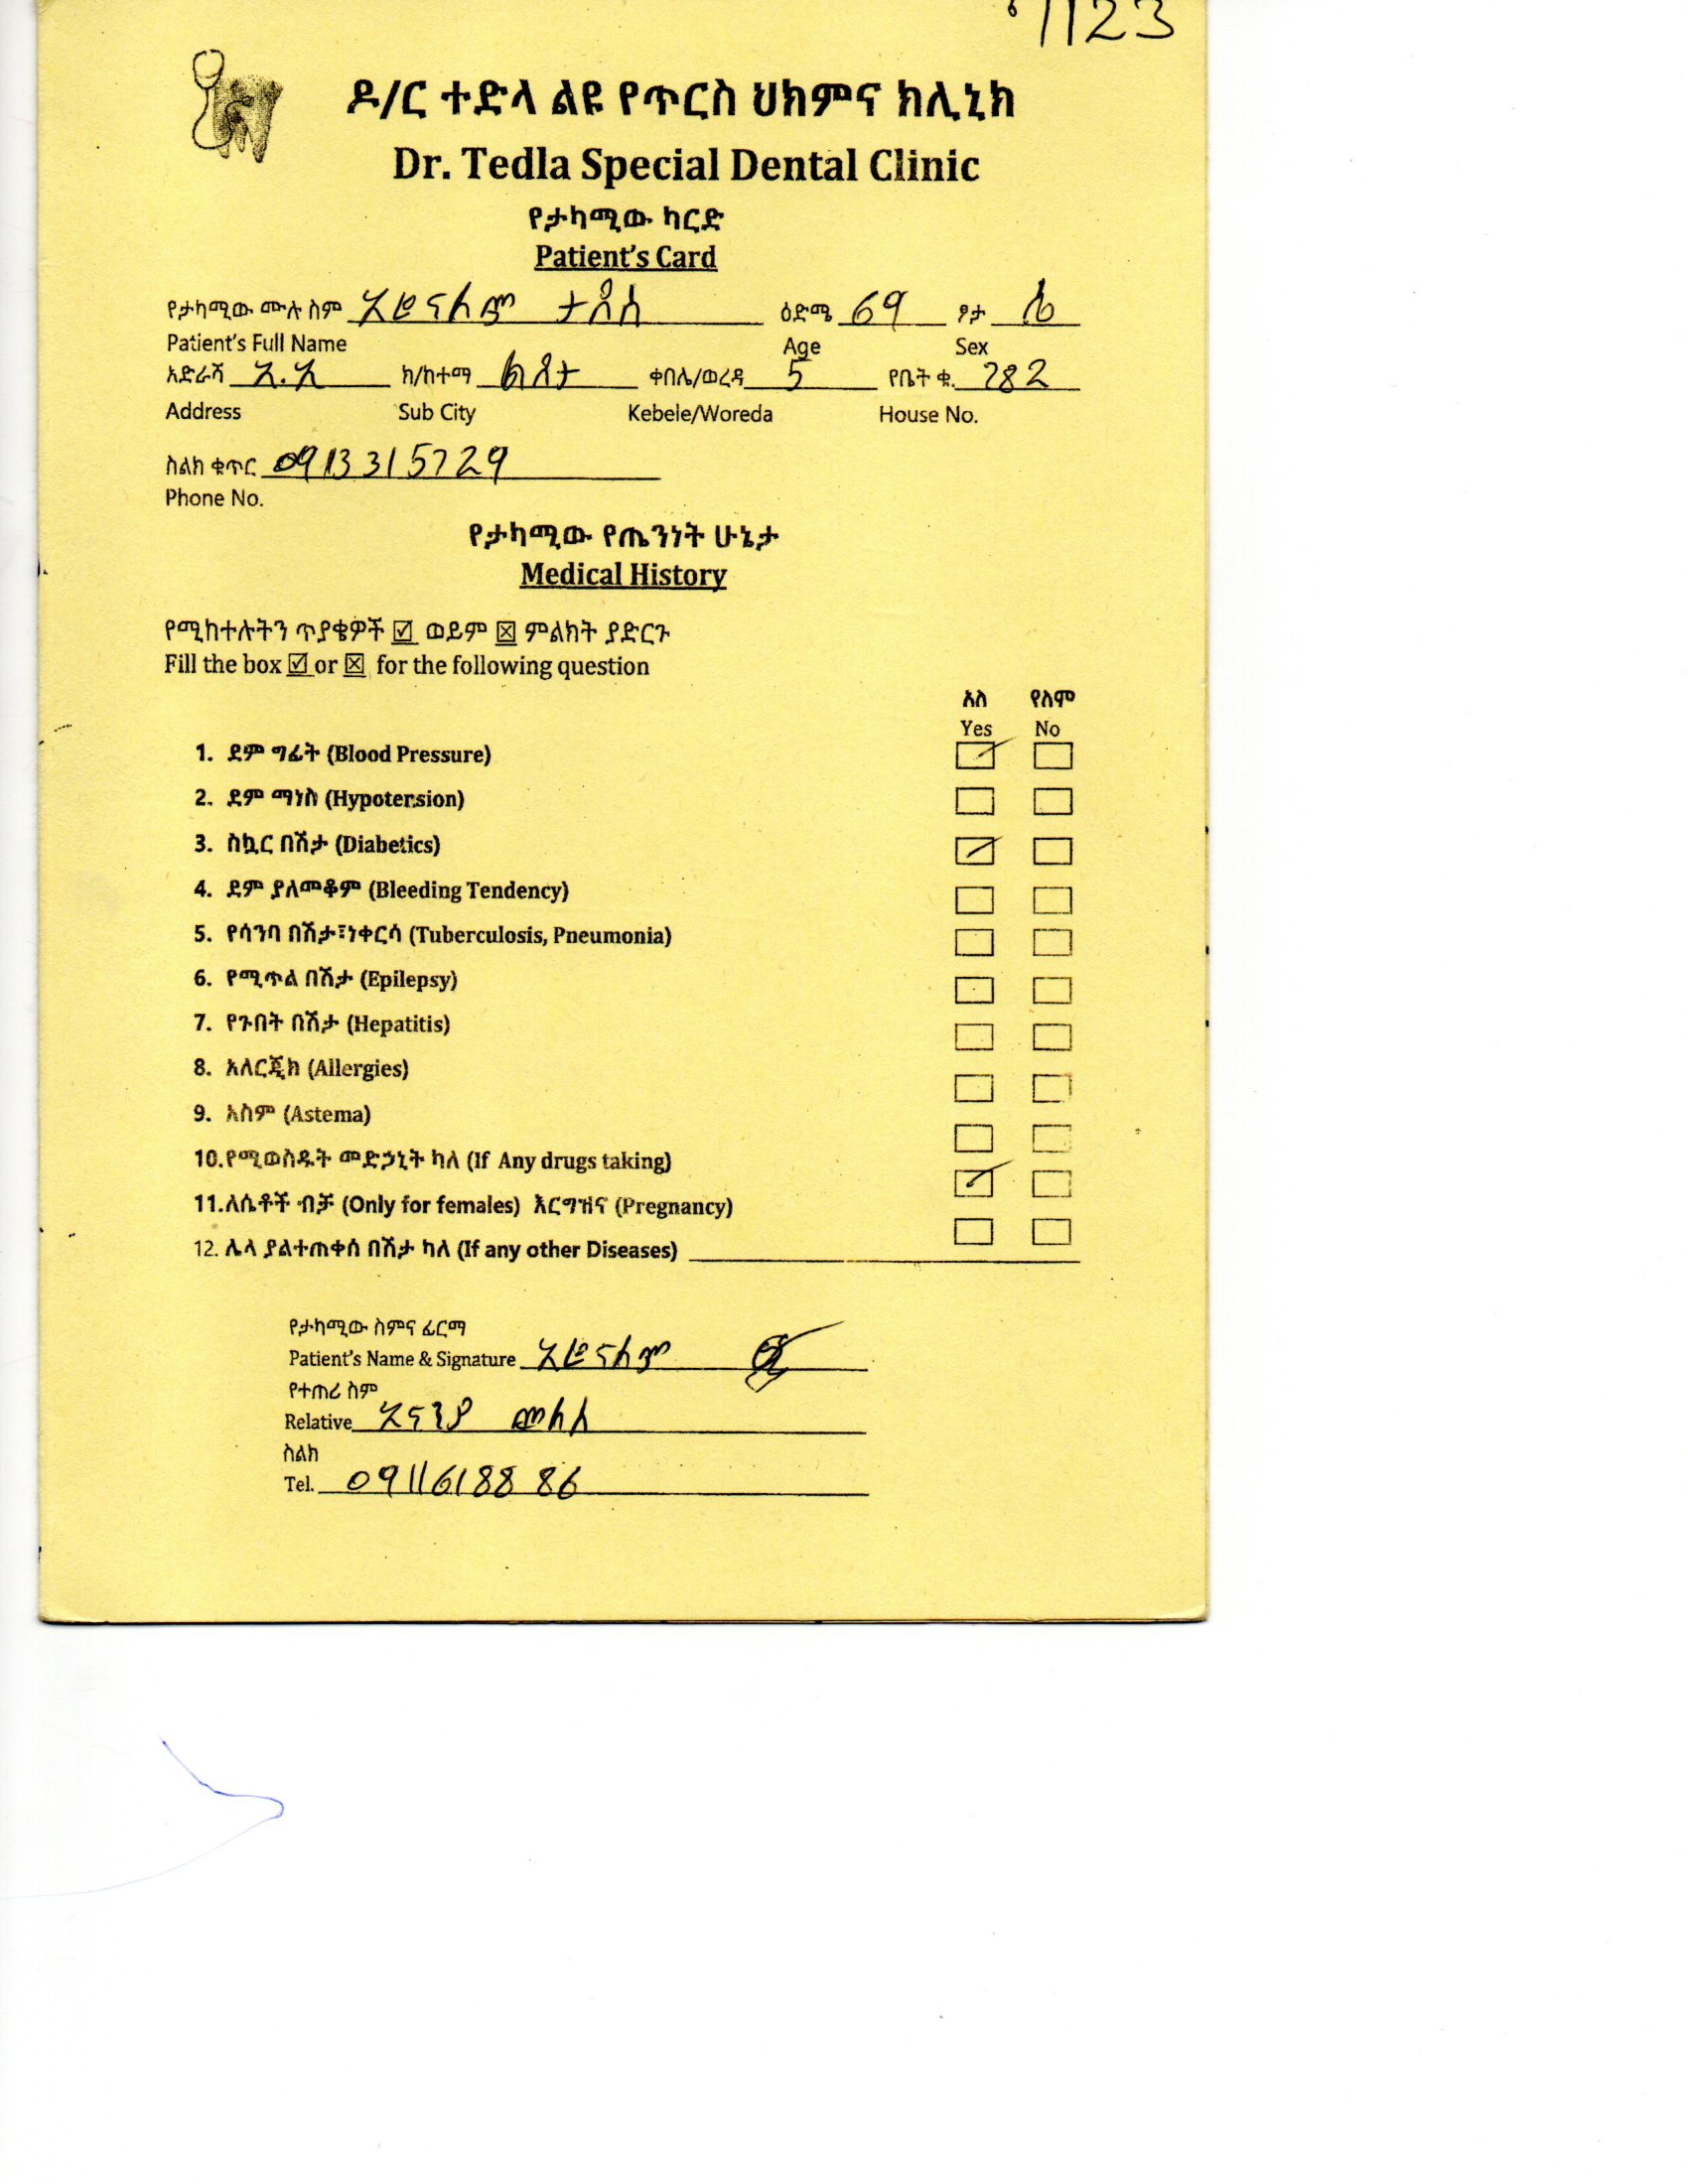 7123
ዶ/ር ተድላ ልዩ የጥርስ ህክምና ክሊኒክ
Dr. Tedla Special Dental Clinic
የታካሚው ካርድ
Patient's Card
የታካሚው ሙሉ ስም ታደሰ ዕድሜ 69 ፆታ ሴ
Patient's Full Name Age Sex
አድራሻ አ.አ ክ/ከተማ ልደታ ቀበሌ/ወረዳ 5 የቤት ቁ. 782
Address Sub City Kebele/Woreda House No.
ስልክ ቁጥር 0913315729
Phone No.
የታካሚው የጤንነት ሁኔታ
Medical History
የሚከተሉትን ጥያቄዎች ☑ ወይም ☒ ምልክት ያድርጉ
Fill the box ☑ or ☒ for the following question
አለ የለም
Yes No
1. ደም ግፊት (Blood Pressure)
2. ደም ማነስ (Hypotension)
3. ስኳር በሽታ (Diabetics)
4. ደም ያለመቆም (Bleeding Tendency)
5. የሳንባ በሽታ፣ነቀርሳ (Tuberculosis, Pneumonia)
6. የሚጥል በሽታ (Epilepsy)
7. የጉበት በሽታ (Hepatitis)
8. አለርጂክ (Allergies)
9. አስም (Astema)
10.የሚወስዱት መድኃኒት ካለ (If Any drugs taking)
11.ለሴቶች ብቻ (Only for females) እርግዝና (Pregnancy)
12. ሌላ ያልተጠቀሰ በሽታ ካለ (If any other Diseases)
የታካሚው ስምና ፊርማ
Patient's Name & Signature
የተጠሪ ስም
Relative አናንያ መለሰ
ስልክ
Tel. 0911618886